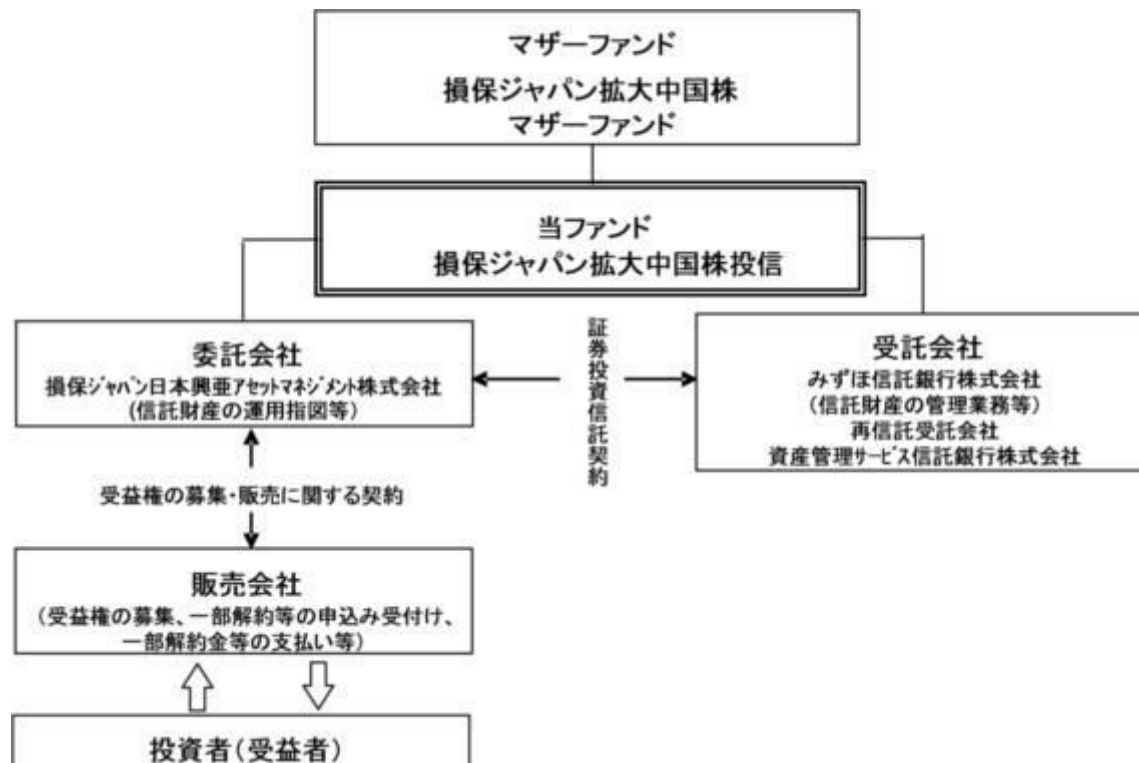 マザーファンド
損保ジャパン拡大中国株
マザーファンド
当ファンド
損保ジャパン拡大中国株投信
委託会社
損保ジャパン日本興亜アセットマネジメント株式会社
(信託財産の運用指図等)
証券投資信託契約
受託会社
みずほ信託銀行株式会社
(信託財産の管理業務等)
再信託受託会社
資産管理サービス信託銀行株式会社
受益権の募集・販売に関する契約
販売会社
(受益権の募集、一部解約等の申込み受付け、
一部解約金等の支払い等)
投資者(受益者)